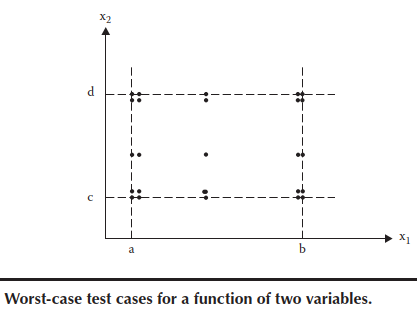 x2
d
c
x1
a
b
Worst-case test cases for a function of two variables.